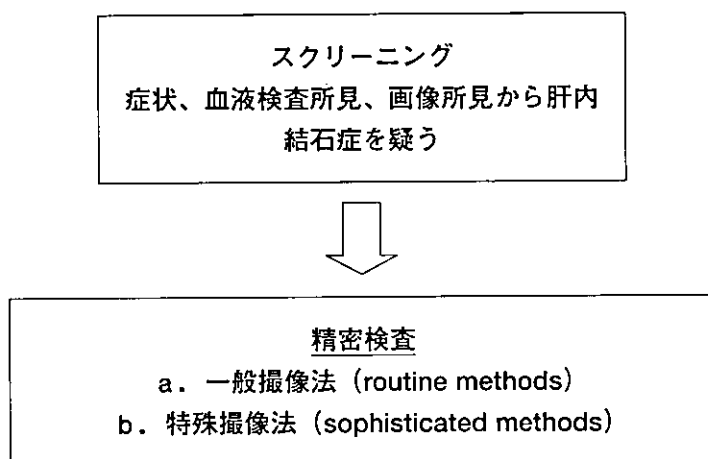 スクリーニング
症状、血液検査所見、画像所見から肝内
結石症を疑う
精密検査
a．一般撮像法（routine methods）
b．特殊撮像法（sophisticated methods）